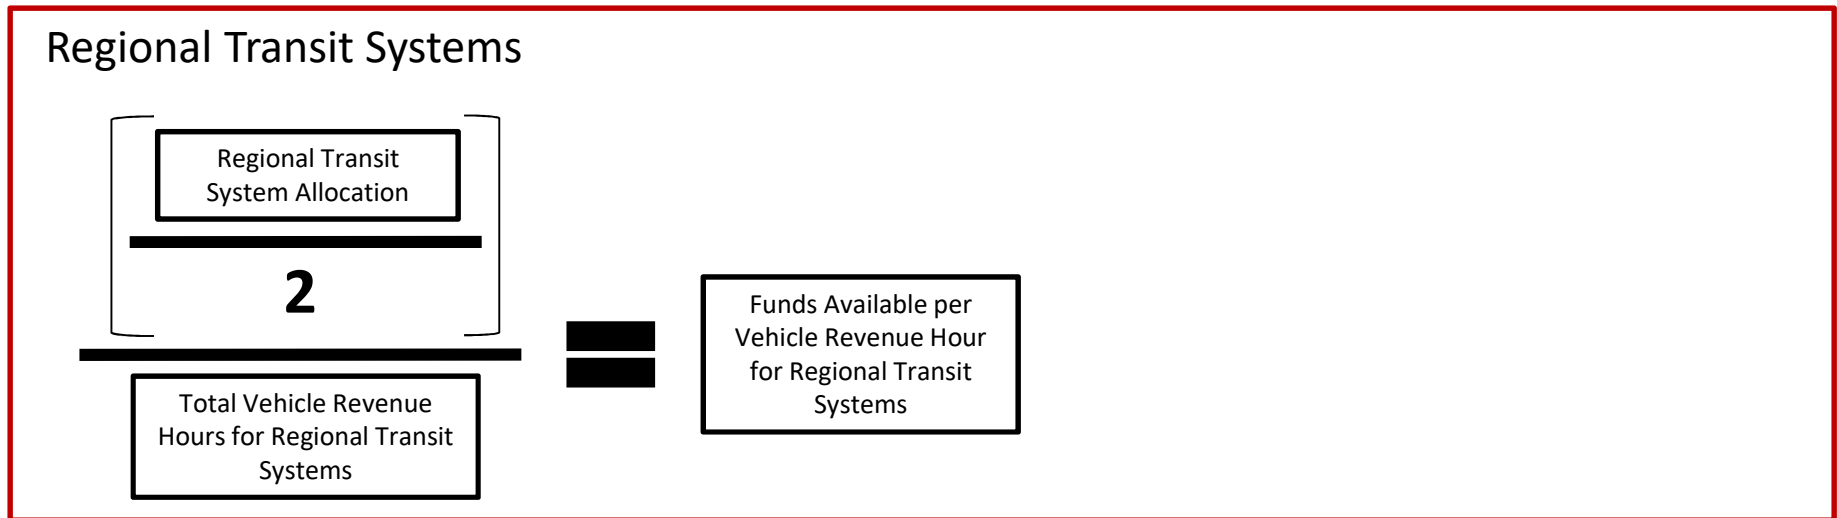 Regional Transit Systems
Regional Transit
System Allocation
2
Total Vehicle Revenue
Hours for Regional Transit
Systems
Funds Available per
Vehicle Revenue Hour
for Regional Transit
Systems